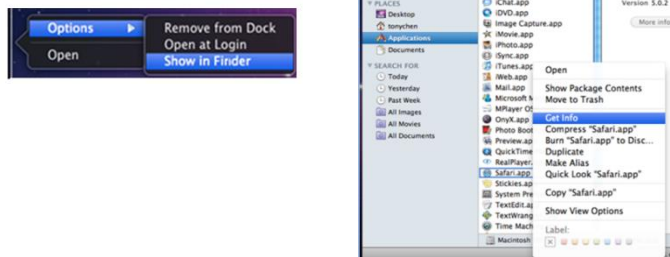 Options
Open
Remove from Dock
Open at Login
Show in Finder
PLACES
Desktop
tonychen
Applications
Documents
SEARCH FOR
Today
Yesterday
Past Week
All Images
All Movies
All Documents
iChat.app
iDVD.app
Image Capture.app
iMovie.app
iPhoto.app
iSync.app
iTunes.app
iWeb.app
Mail.app
Microsoft M
MPlayer OS
OnyX.app
Photo Boot
Preview.ap
QuickTime
RealPlayer.
Safari.app
Stickies.ap
System Pre
TextEdit.ap
TextWrang
Time Mach
Macintosh
Open
Show Package Contents
Move to Trash
Get Info
Compress "Safari.app"
Burn "Safari.app" to Disc...
Duplicate
Make Alias
Quick Look "Safari.app"
Copy "Safari.app"
Show View Options
Label:
Version 5.0.2
More info